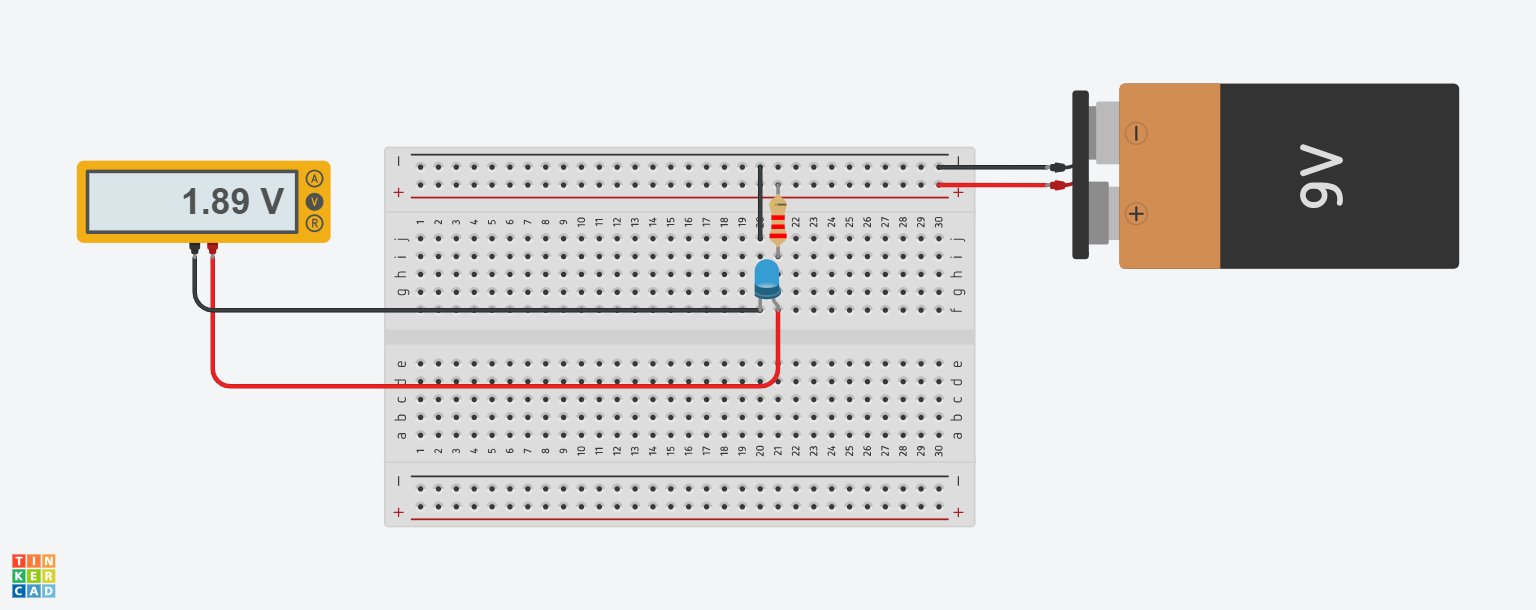 1.89 V
A
V
R
9V
−
+
− −
+ +
1 2 3 4 5 6 7 8 9 10 11 12 13 14 15 16 17 18 19 20 22 23 24 25 26 27 28 29 30
j j
i i
h h
g g
f
e e
d d
c c
b b
a a
1 2 3 4 5 6 7 8 9 10 11 12 13 14 15 16 17 18 19 20 21 22 23 24 25 26 27 28 29 30
− −
+ +
TIN
KER
CAD